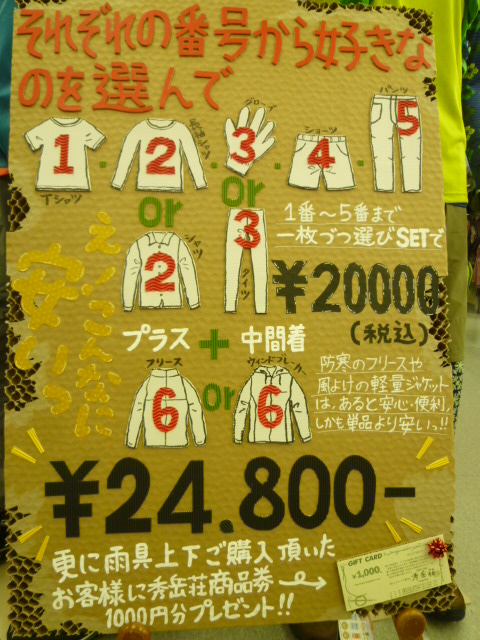 それぞれの番号から好きな
のを選んで
1・2・3・4・5
Tシャツ
グローブ
ショーツ
パンツ
or
or
2
シャツ
3
タイツ
1番～5番まで
一枚づつ選びSETで
¥20000
(税込)
えっ!こんなに
安いっ
プラス + 中間着
フリース
ウィンドブレーカー
6 or 6
防寒のフリースや
風よけの軽量ジャケット
は、あると安心・便利。
しかも単品より安いっ!!
¥24.800-
更に雨具上下ご購入頂いた
お客様に秀岳荘商品券
1000円分プレゼント!!
GIFT CARD
¥1,000.
秀岳荘